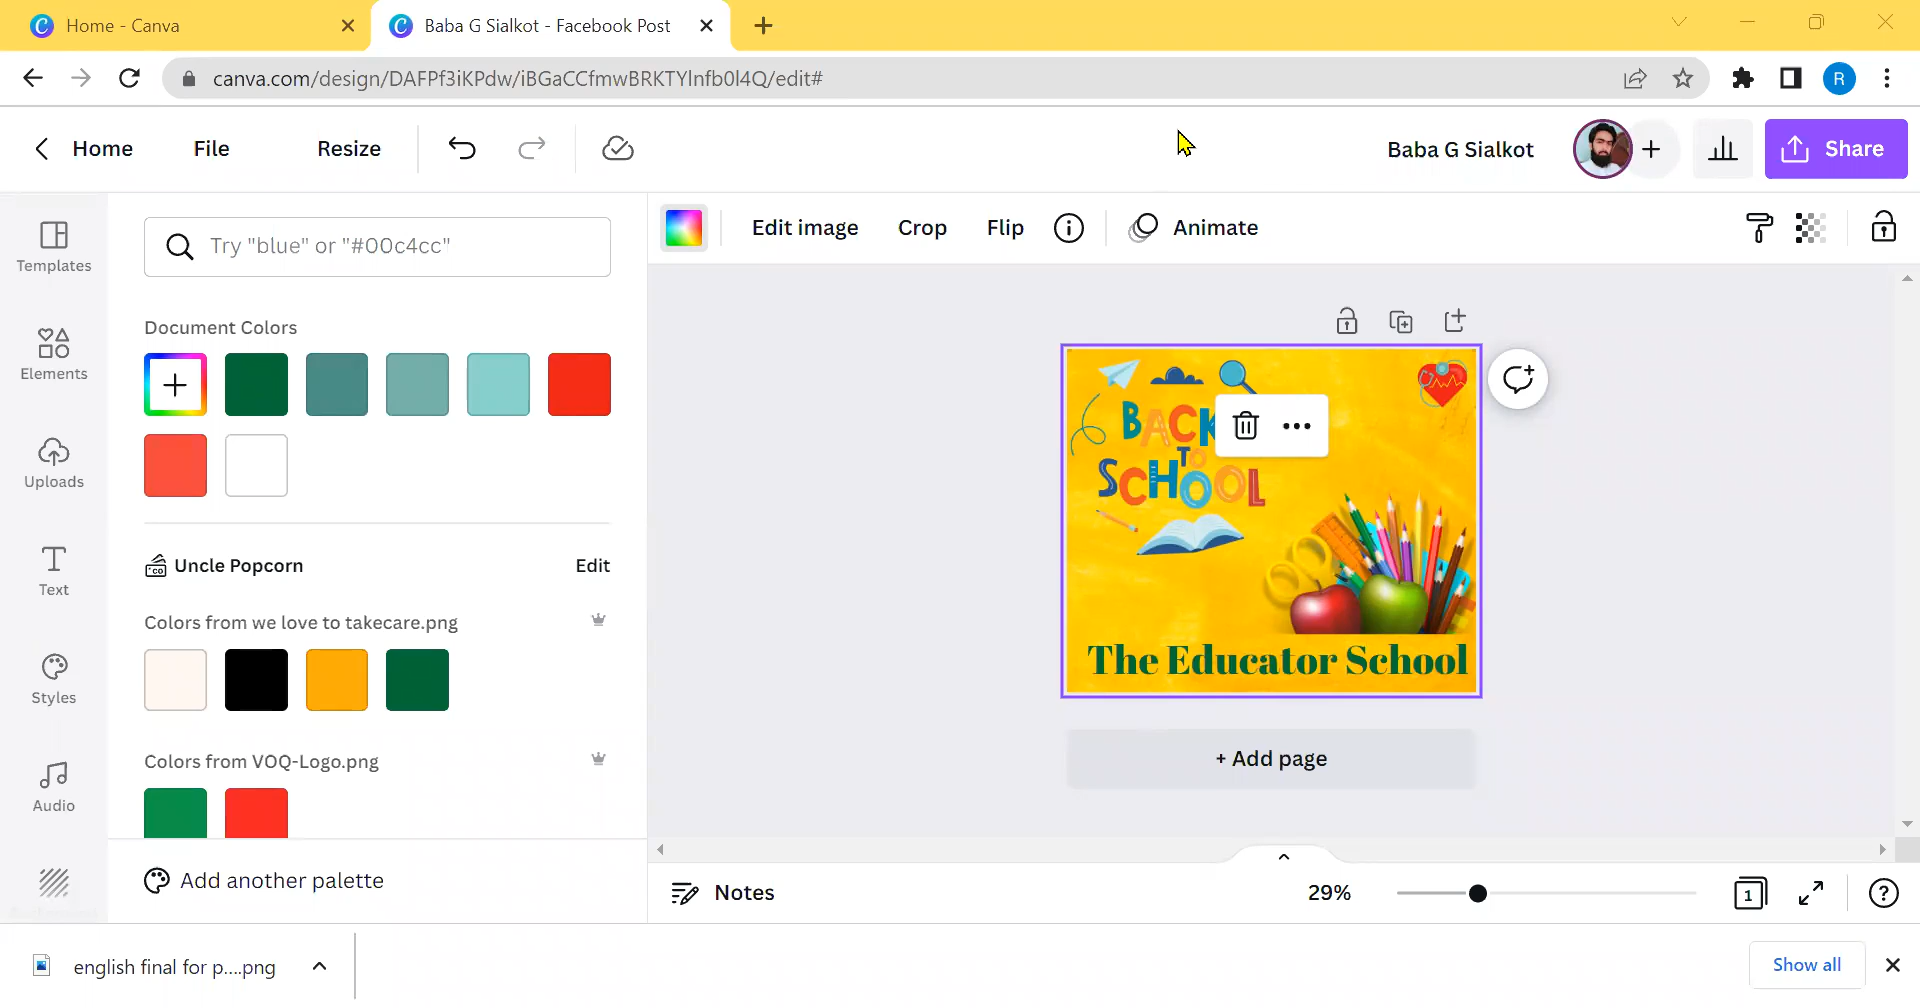 Home - Canva
Baba G Sialkot - Facebook Post
canva.com/design/DAFPf3iKPdw/iBGaCCfmwBRKTYlnfb0l4Q/edit#
R
Home
File
Resize
Baba G Sialkot
Share
Templates
Elements
Uploads
Text
Styles
Audio
Try "blue" or "#00c4cc"
Document Colors
Uncle Popcorn
Edit
Colors from we love to takecare.png
Colors from VOQ-Logo.png
Add another palette
Edit image
Crop
Flip
Animate
BACK
TO
SCHOOL
The Educator School
+ Add page
Notes
29%
1
english final for p....png
Show all